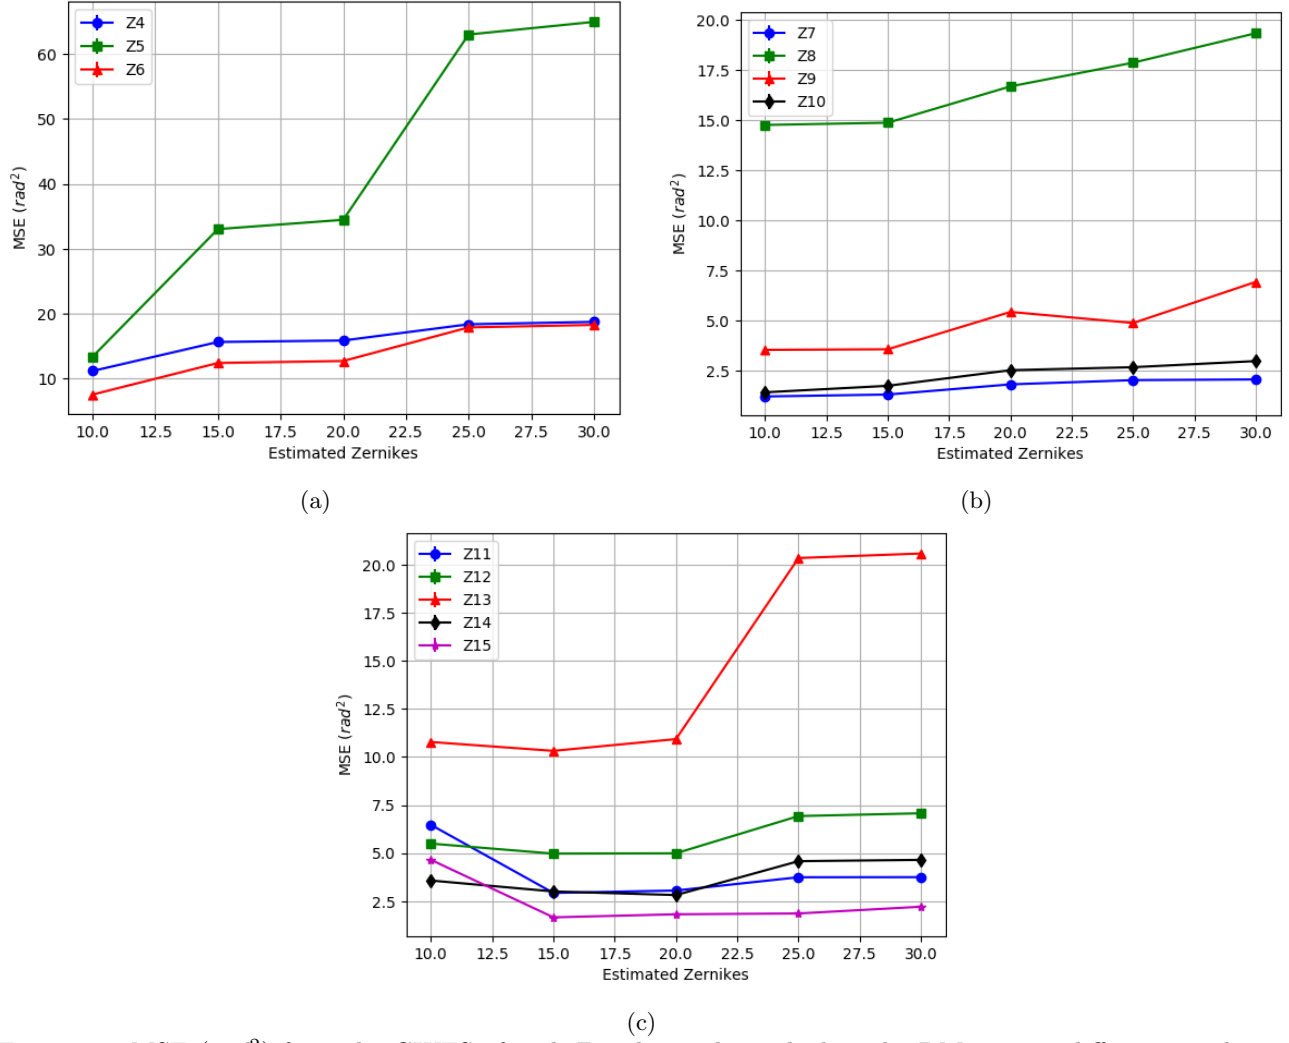 Z4
Z5
Z6
60
50
40
30
20
10
MSE (rad²)
10.0 12.5 15.0 17.5 20.0 22.5 25.0 27.5 30.0
Estimated Zernikes
(a)
Z7
Z8
Z9
Z10
20.0
17.5
15.0
12.5
10.0
7.5
5.0
2.5
MSE (rad²)
10.0 12.5 15.0 17.5 20.0 22.5 25.0 27.5 30.0
Estimated Zernikes
(b)
Z11
Z12
Z13
Z14
Z15
20.0
17.5
15.0
12.5
10.0
7.5
5.0
2.5
MSE (rad²)
10.0 12.5 15.0 17.5 20.0 22.5 25.0 27.5 30.0
Estimated Zernikes
(c)